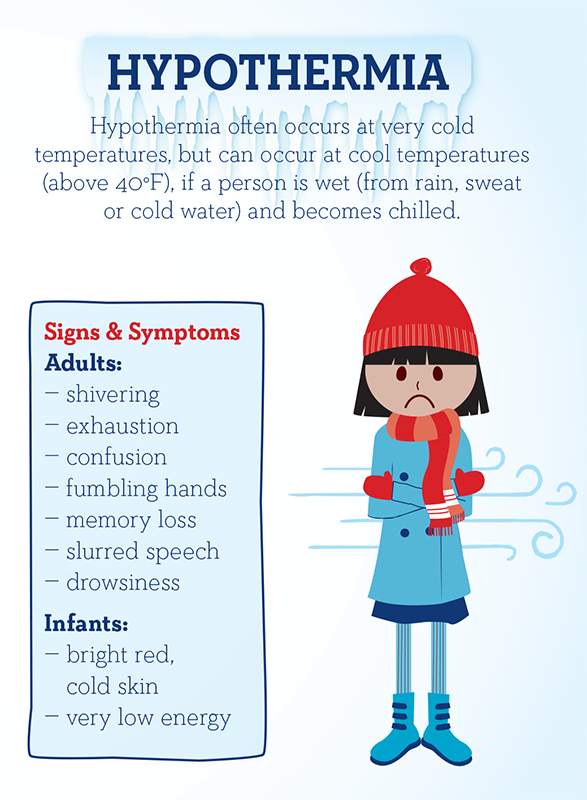 HYPOTHERMIA
Hypothermia often occurs at very cold
temperatures, but can occur at cool temperatures
(above 40°F), if a person is wet (from rain, sweat
or cold water) and becomes chilled.
Signs & Symptoms
Adults:
– shivering
– exhaustion
– confusion
– fumbling hands
– memory loss
– slurred speech
– drowsiness
Infants:
– bright red,
cold skin
– very low energy